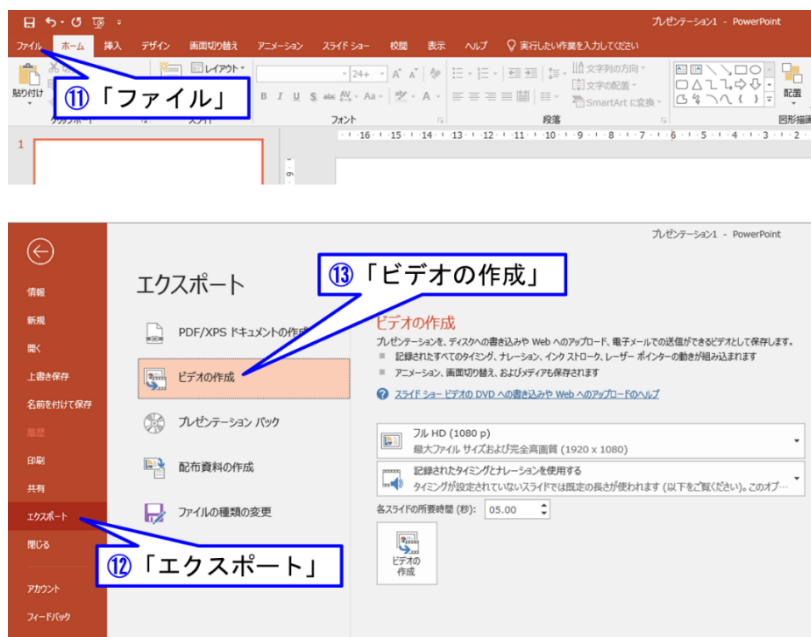 プレゼンテーション1 - PowerPoint
ファイル ホーム 挿入 デザイン 画面切り替え アニメーション スライド ショー 校閲 表示 ヘルプ 実行したい作業を入力してください
貼り付け
レイアウト
24+
文字列の方向
文字の配置
SmartArt に変換
配置
⑪「ファイル」
B I U S abc AV Aa A
フォント 段落 図形描画
16 15 14 13 12 11 10 9 8 7 6 5 4 3 2
1
9
プレゼンテーション1 - PowerPoint
⑬「ビデオの作成」
エクスポート
情報
新規
開く
上書き保存
名前を付けて保存
履歴
印刷
共有
エクスポート
閉じる
アカウント
フィードバック
PDF/XPS ドキュメントの作成
ビデオの作成
プレゼンテーション パック
配布資料の作成
ファイルの種類の変更
⑫「エクスポート」
ビデオの作成
プレゼンテーションを、ディスクへの書き込みや Web へのアップロード、電子メールでの送信ができるビデオとして保存します。
記録されたすべてのタイミング、ナレーション、インク ストローク、レーザー ポインターの動きが組み込まれます
アニメーション、画面切り替え、およびメディアも保存されます
スライド ショー ビデオの DVD への書き込みや Web へのアップロードのヘルプ
フル HD (1080 p)
最大ファイル サイズおよび完全高画質 (1920 x 1080)
記録されたタイミングとナレーションを使用する
タイミングが設定されていないスライドでは既定の長さが使われます (以下をご覧ください)。このオプ…
各スライドの所要時間 (秒): 05.00
ビデオの
作成